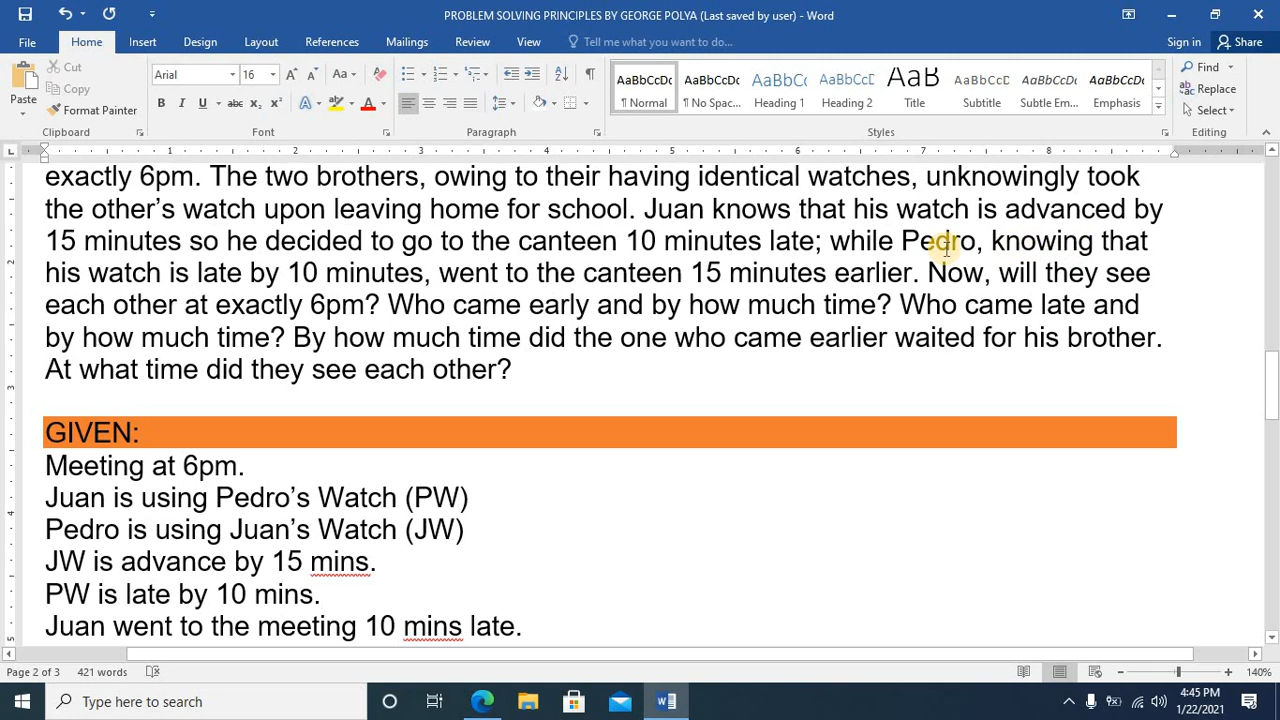 PROBLEM SOLVING PRINCIPLES BY GEORGE POLYA (Last saved by user) - Word
File Home Insert Design Layout References Mailings Review View Tell me what you want to do... Sign in Share
Paste
Cut
Copy
Format Painter
Clipboard
Arial 16
Font
Paragraph
AaBbCcDc AaBbCcDc AaBbCc AaBbCcC AaB AaBbCcD AaBbCcDc AaBbCcDc
¶ Normal ¶ No Spac... Heading Heading 2 Title Subtitle Subtle Em... Emphasis
Styles
Find
Replace
Select
Editing
1 2 3 4 5 6 7 8 9
exactly 6pm. The two brothers, owing to their having identical watches, unknowingly took
the other’s watch upon leaving home for school. Juan knows that his watch is advanced by
15 minutes so he decided to go to the canteen 10 minutes late; while Pedro, knowing that
his watch is late by 10 minutes, went to the canteen 15 minutes earlier. Now, will they see
each other at exactly 6pm? Who came early and by how much time? Who came late and
by how much time? By how much time did the one who came earlier waited for his brother.
At what time did they see each other?
GIVEN:
Meeting at 6pm.
Juan is using Pedro’s Watch (PW)
Pedro is using Juan’s Watch (JW)
JW is advance by 15 mins.
PW is late by 10 mins.
Juan went to the meeting 10 mins late.
Page 2 of 3 421 words 140%
Type here to search
4:45 PM
1/22/2021